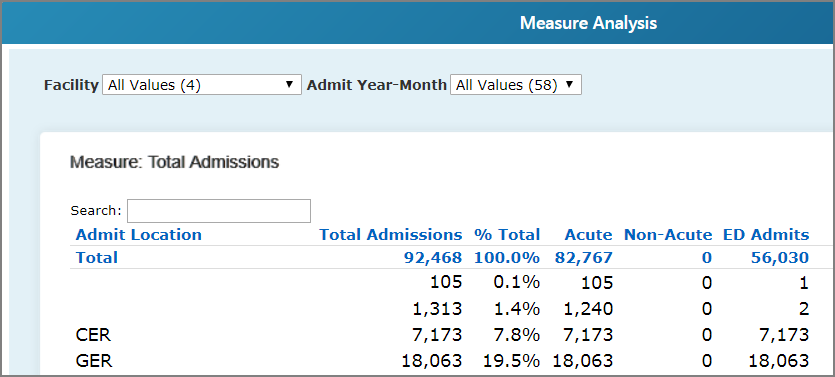 Measure Analysis
Facility All Values (4) Admit Year-Month All Values (58)
Measure: Total Admissions
Search:
Admit Location Total Admissions % Total Acute Non-Acute ED Admits
Total 92,468 100.0% 82,767 0 56,030
105 0.1% 105 0 1
1,313 1.4% 1,240 0 2
CER 7,173 7.8% 7,173 0 7,173
GER 18,063 19.5% 18,063 0 18,063